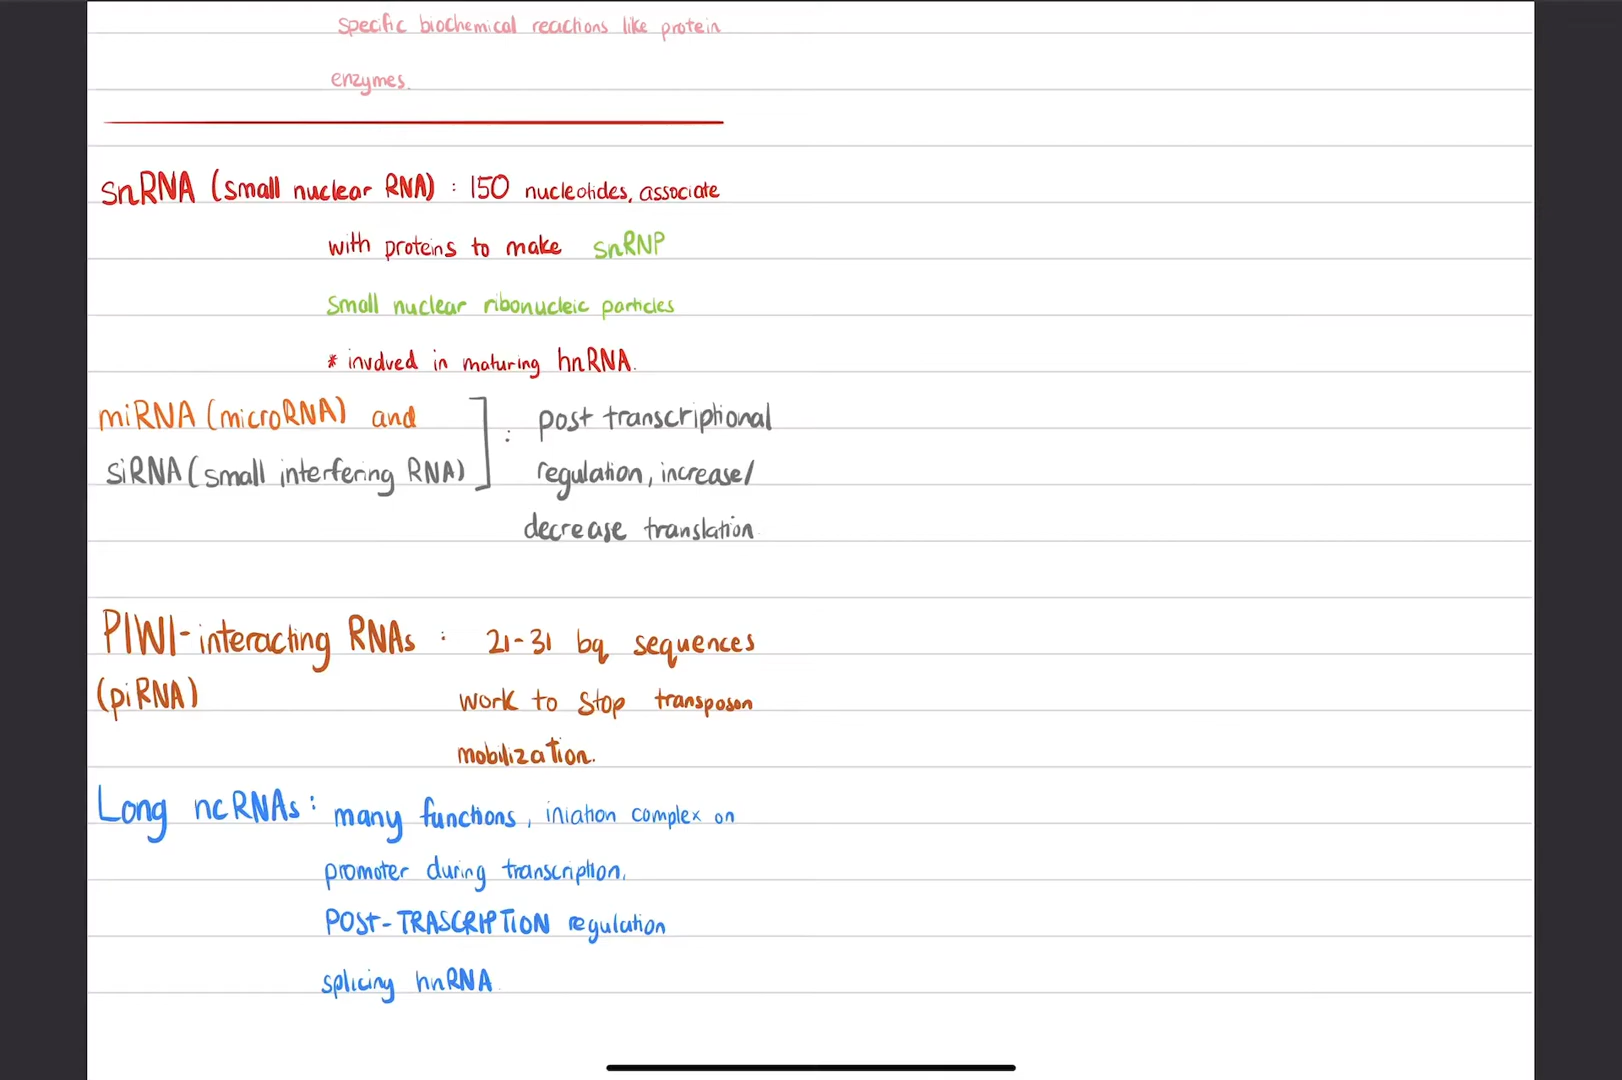 specific biochemical reactions like protein
enzymes.
snRNA (small nuclear RNA) : 150 nucleotides, associate
with proteins to make snRNP
small nuclear ribonucleic particles
* involved in maturing hnRNA.
miRNA (microRNA) and
siRNA (small interfering RNA)
: post transcriptional
regulation, increase/
decrease translation.
PIWI-interacting RNAs : 21-31 bq sequences
(piRNA) work to stop transposon
mobilization.
Long ncRNAs : many functions, iniation complex on
promoter during transcription,
POST-TRASCRIPTION regulation
splicing hnRNA